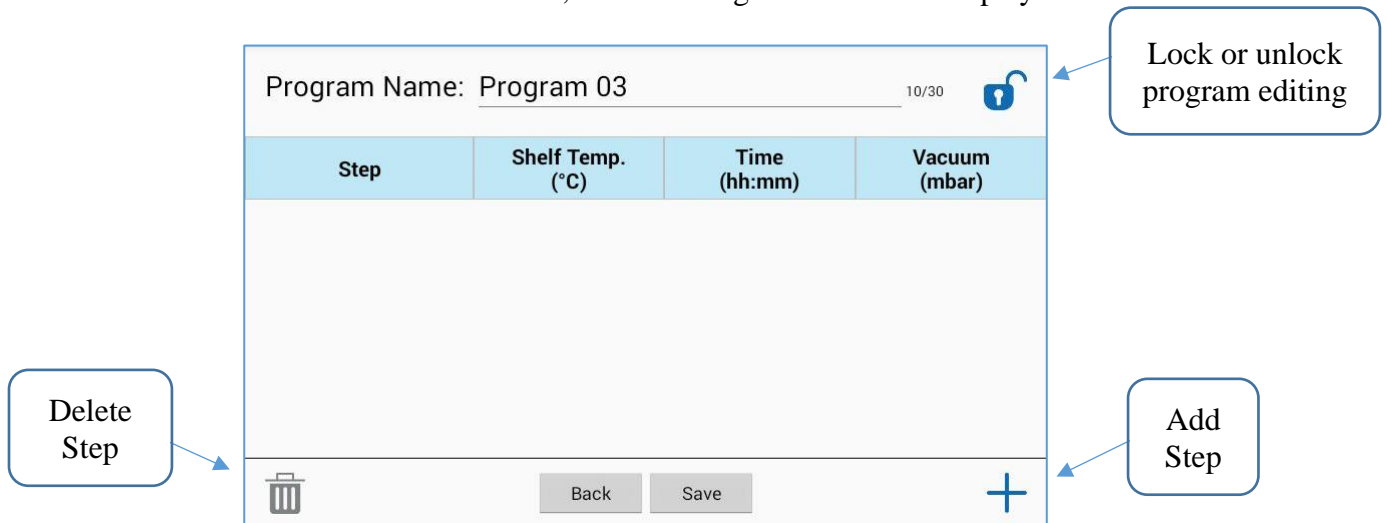 Lock or unlock
program editing
Program Name: Program 03 10/30
Step Shelf Temp. (°C) Time (hh:mm) Vacuum (mbar)
Delete
Step
Add
Step
Back Save